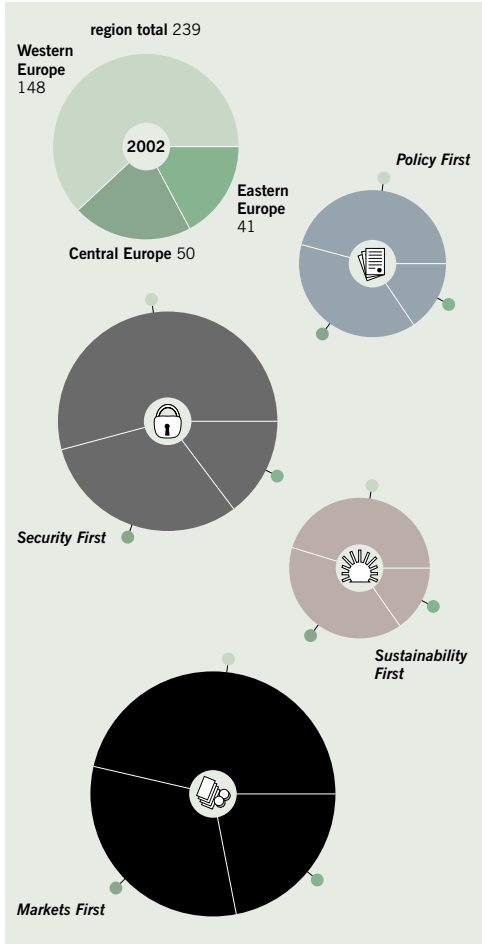 region total 239
Western
Europe
148
2002
Eastern
Europe
41
Central Europe 50
Policy First
Security First
Sustainability
First
Markets First